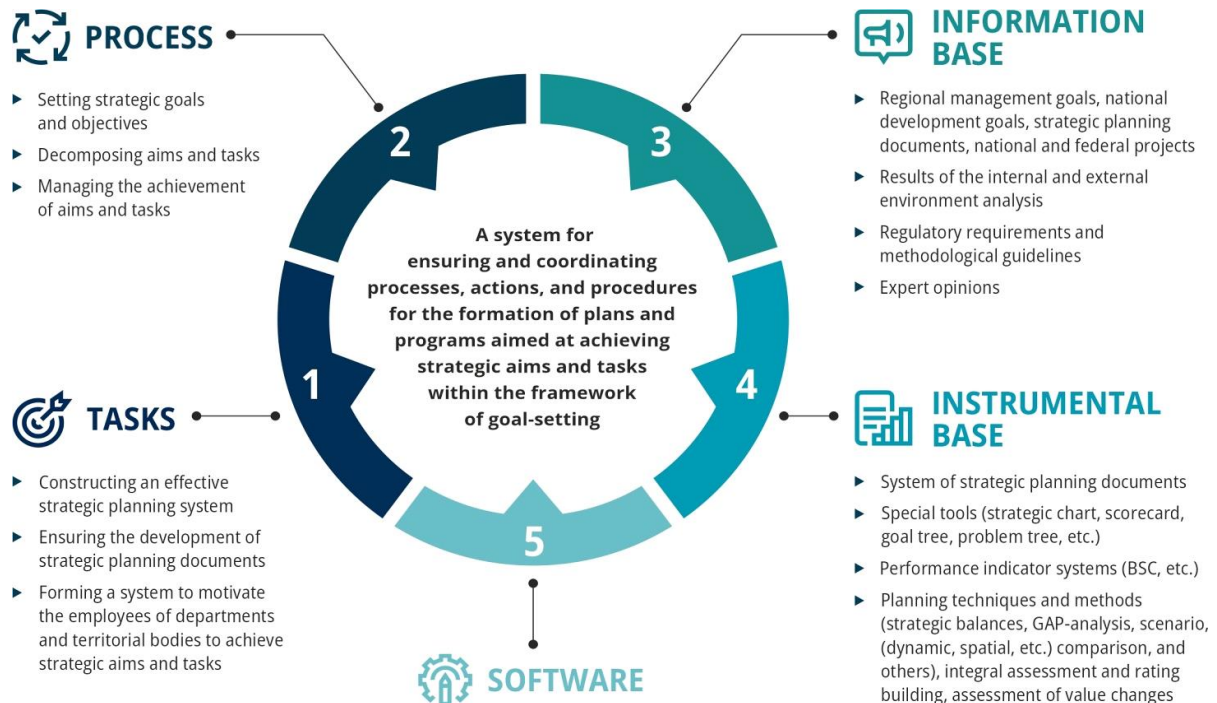 PROCESS
► Setting strategic goals
and objectives
► Decomposing aims and tasks
► Managing the achievement
of aims and tasks
INFORMATION
BASE
► Regional management goals, national
development goals, strategic planning
documents, national and federal projects
► Results of the internal and external
environment analysis
► Regulatory requirements and
methodological guidelines
► Expert opinions
2
3
1
4
5
A system for
ensuring and coordinating
processes, actions, and procedures
for the formation of plans and
programs aimed at achieving
strategic aims and tasks
within the framework
of goal-setting
TASKS
► Constructing an effective
strategic planning system
► Ensuring the development of
strategic planning documents
► Forming a system to motivate
the employees of departments
and territorial bodies to achieve
strategic aims and tasks
INSTRUMENTAL
BASE
► System of strategic planning documents
► Special tools (strategic chart, scorecard,
goal tree, problem tree, etc.)
► Performance indicator systems (BSC, etc.)
► Planning techniques and methods
(strategic balances, GAP-analysis, scenario,
(dynamic, spatial, etc.) comparison, and
others), integral assessment and rating
building, assessment of value changes
SOFTWARE